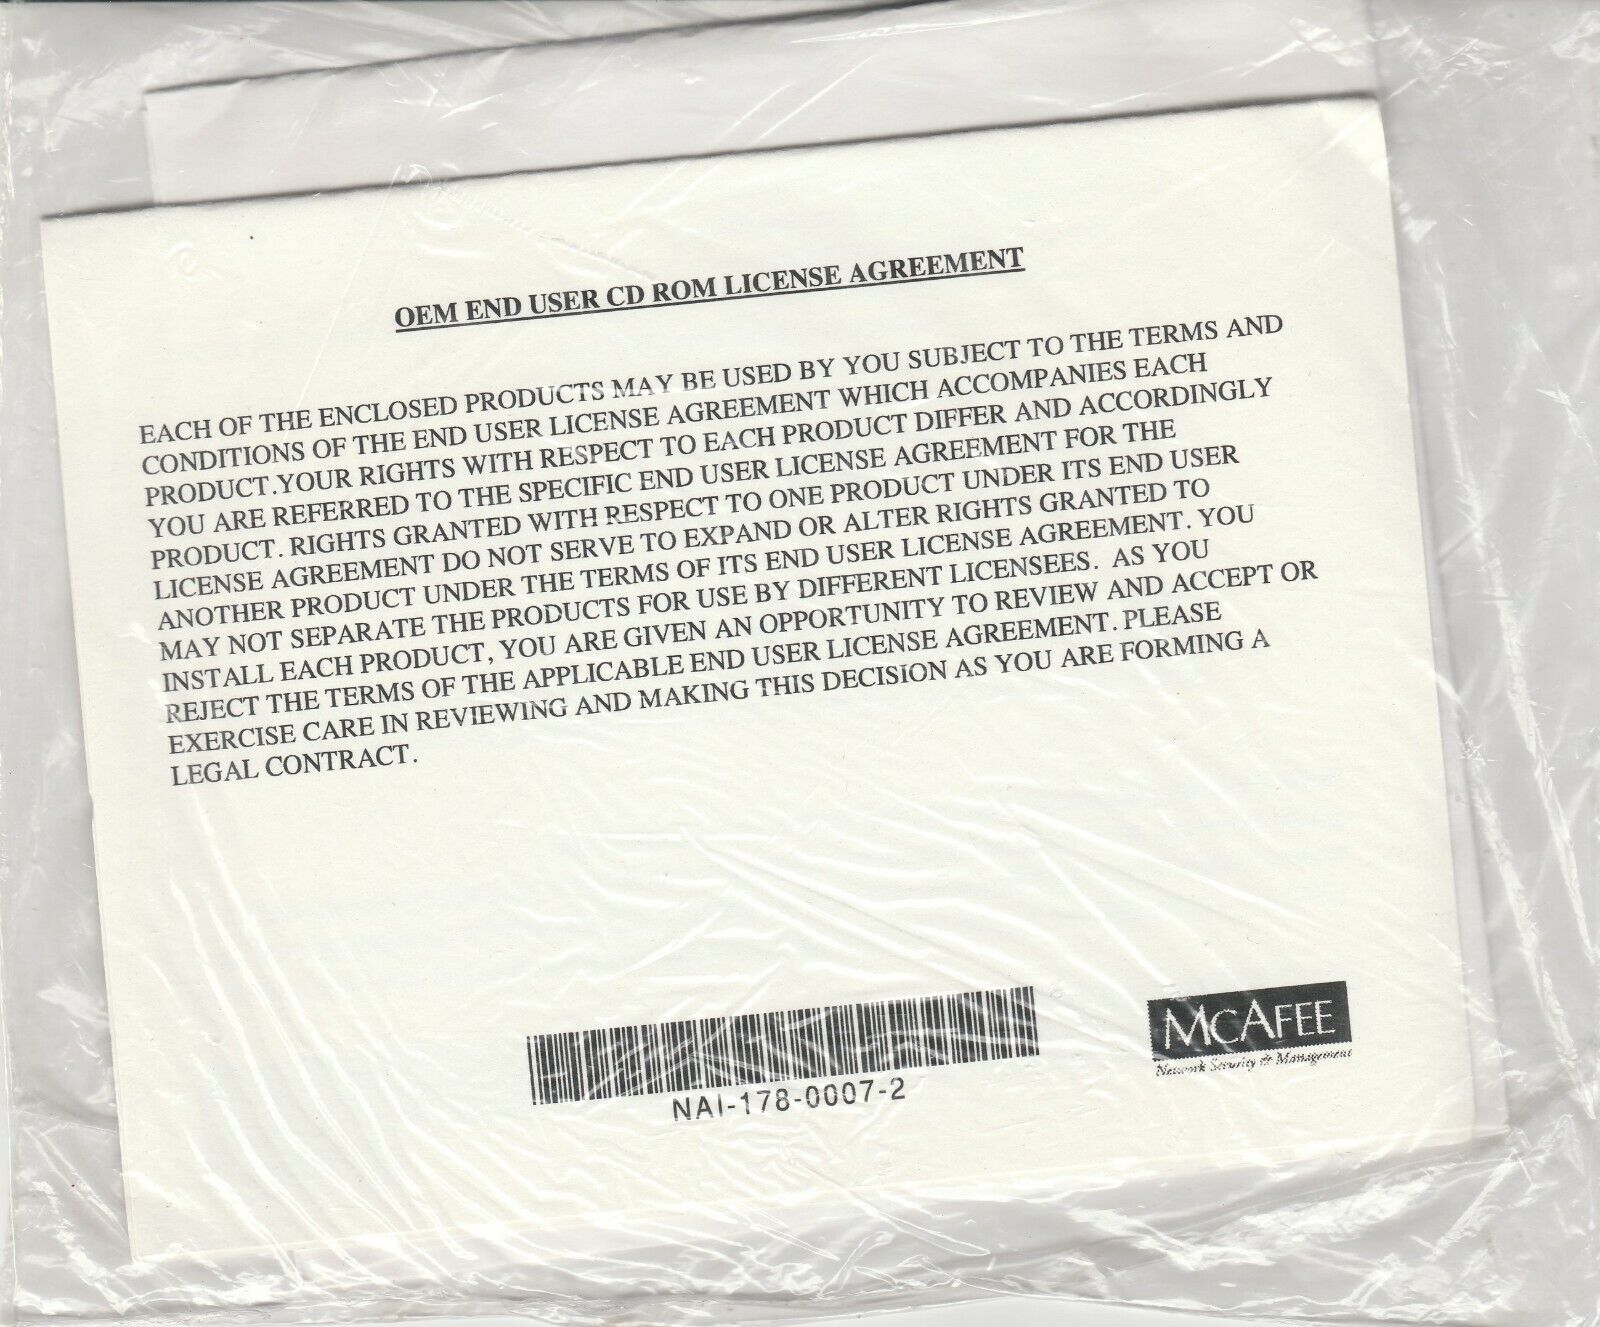 OEM END USER CD ROM LICENSE AGREEMENT
EACH OF THE ENCLOSED PRODUCTS MAY BE USED BY YOU SUBJECT TO THE TERMS AND
CONDITIONS OF THE END USER LICENSE AGREEMENT WHICH ACCOMPANIES EACH
PRODUCT.YOUR RIGHTS WITH RESPECT TO EACH PRODUCT DIFFER AND ACCORDINGLY
YOU ARE REFERRED TO THE SPECIFIC END USER LICENSE AGREEMENT FOR THE
PRODUCT. RIGHTS GRANTED WITH RESPECT TO ONE PRODUCT UNDER ITS END USER
LICENSE AGREEMENT DO NOT SERVE TO EXPAND OR ALTER RIGHTS GRANTED TO
ANOTHER PRODUCT UNDER THE TERMS OF ITS END USER LICENSE AGREEMENT. YOU
MAY NOT SEPARATE THE PRODUCTS FOR USE BY DIFFERENT LICENSEES. AS YOU
INSTALL EACH PRODUCT, YOU ARE GIVEN AN OPPORTUNITY TO REVIEW AND ACCEPT OR
REJECT THE TERMS OF THE APPLICABLE END USER LICENSE AGREEMENT. PLEASE
EXERCISE CARE IN REVIEWING AND MAKING THIS DECISION AS YOU ARE FORMING A
LEGAL CONTRACT.
NAI-178-0007-2
MCAFEE
Network Security & Management